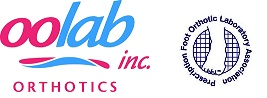 oolab
inc.
ORTHOTICS
Prescription Foot Orthotic Laboratory Association